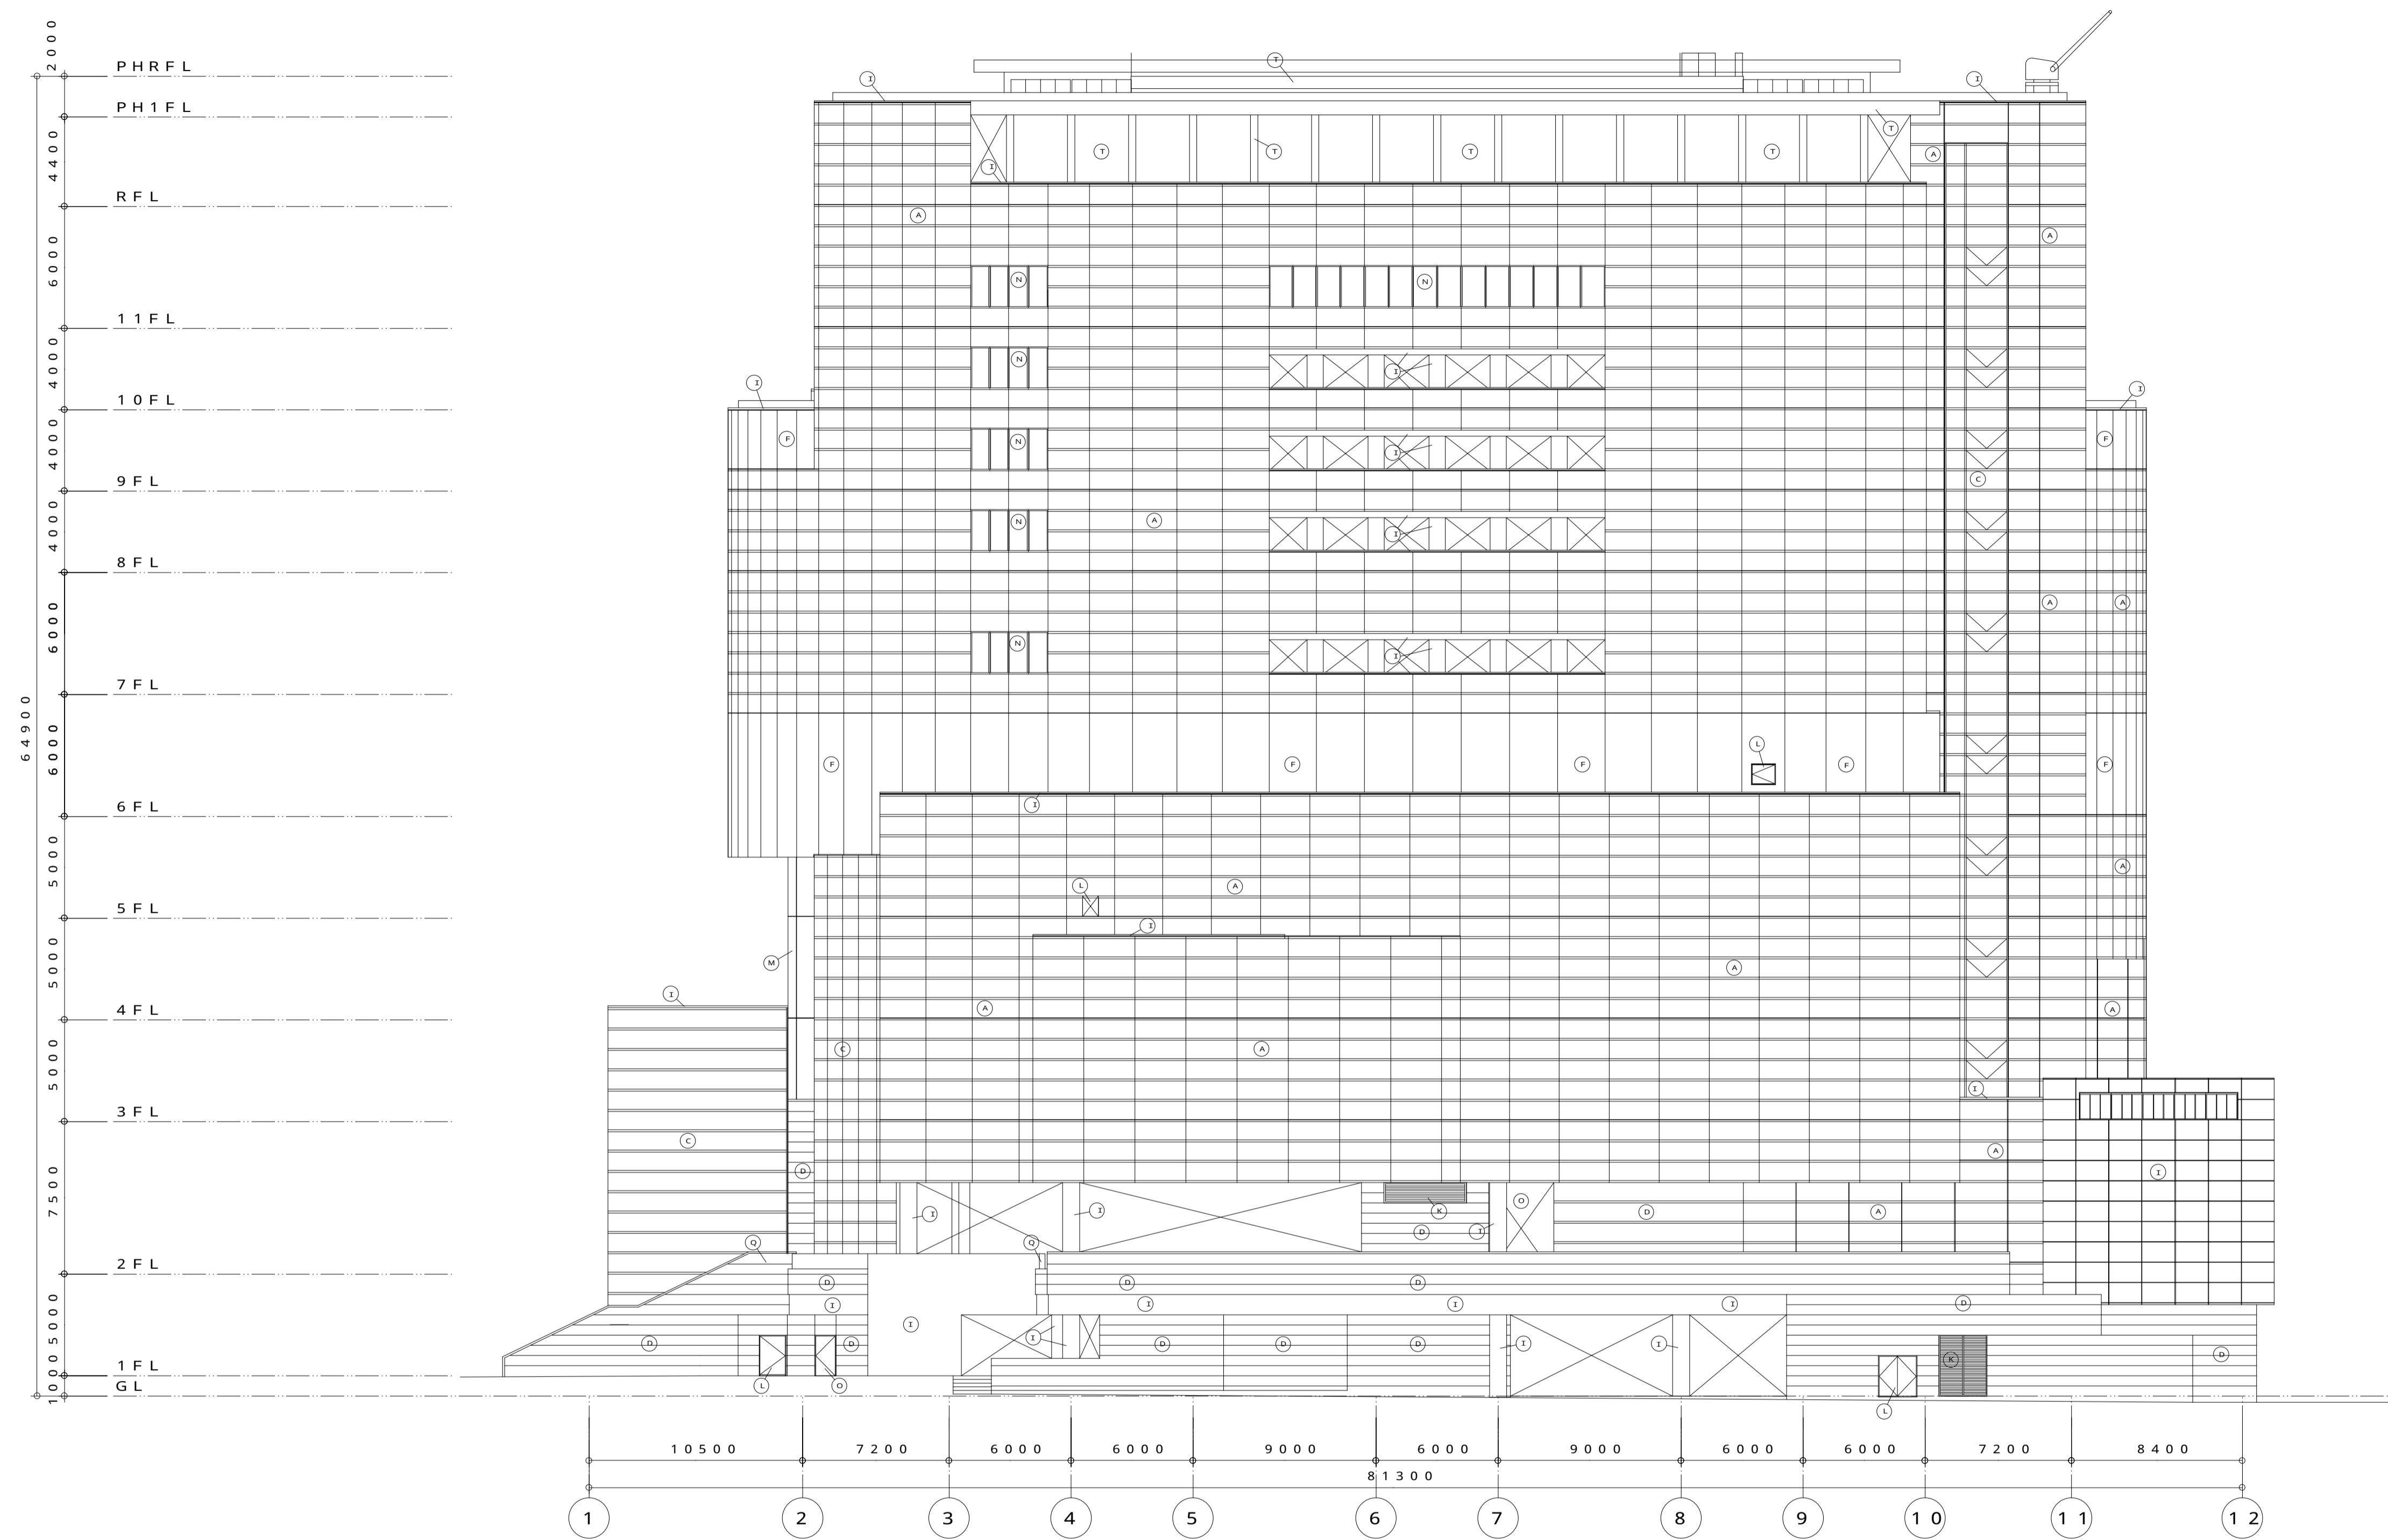 2000
PHRFL
T
I
I
PH1FL
T
4400
T
T
T
T
A
I
RFL
A
A
6000
N
N
11FL
4000
N
I
I
I
10FL
4000
F
N
I
F
9FL
C
4000
N
A
I
8FL
6000
A
A
N
I
7FL
64900
6000
L
F
F
F
F
F
6FL
I
5000
L
A
A
5FL
I
5000
M
A
I
4FL
A
A
5000
C
A
I
3FL
C
A
7500
D
I
O
I
I
K
D
A
D
I
Q
Q
2FL
D
D
D
I
I
I
I
D
5000
I
I
D
D
D
D
D
I
I
D
K
1FL
L
O
GL
1000
L
10500 7200 6000 6000 9000 6000 9000 6000 6000 7200 8400
81300
1 2 3 4 5 6 7 8 9 10 11 12